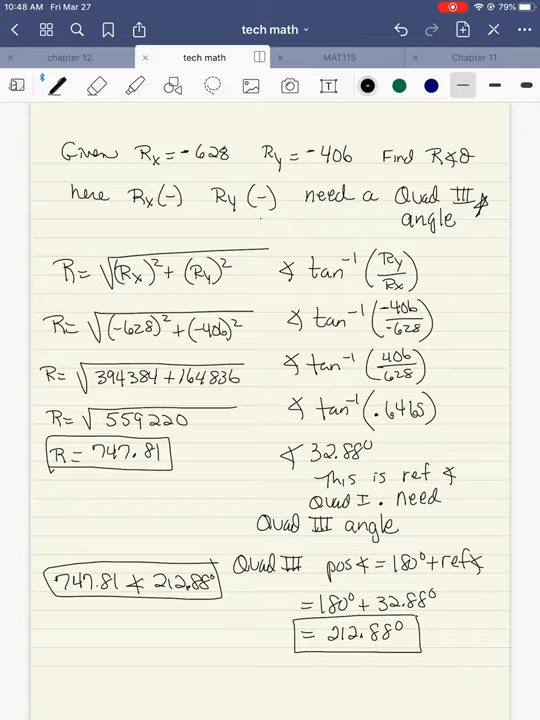 10:48 AM Fri Mar 27
79%
tech math
chapter 12
tech math
MAT115
Chapter 11
Given Rx = -628 Ry = -406 Find R∡θ
here Rx(-) Ry(-) need a Quad III ∡
angle
R = √(Rx)² + (Ry)²
∡ tan⁻¹ (Ry/Rx)
R = √(-628)² + (-406)²
∡ tan⁻¹ (-406/-628)
R = √394384 + 164836
∡ tan⁻¹ (406/628)
R = √559220
∡ tan⁻¹ (.6465)
R = 747.81
∡ 32.88°
This is ref ∡
Quad I. need
Quad III angle
Quad III pos ∡ = 180° + ref ∡
747.81 ∡ 212.88°
= 180° + 32.88°
= 212.88°